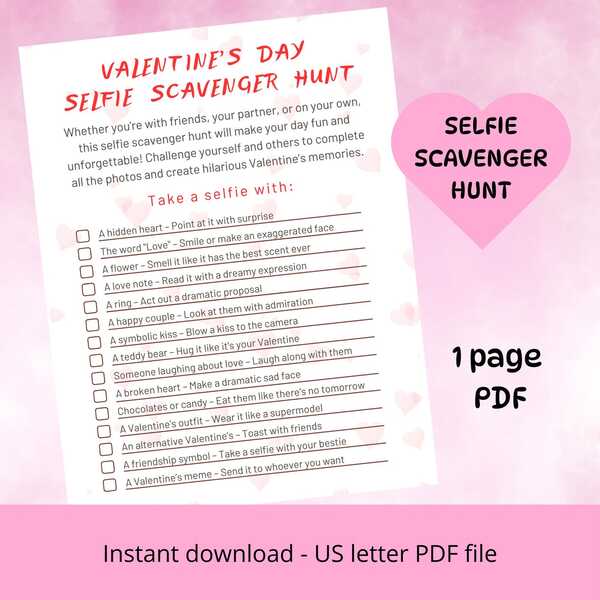 VALENTINE'S DAY
SELFIE SCAVENGER HUNT
Whether you're with friends, your partner, or on your own,
this selfie scavenger hunt will make your day fun and
unforgettable! Challenge yourself and others to complete
all the photos and create hilarious Valentine's memories.
Take a selfie with:
A hidden heart – Point at it with surprise
The word "Love" – Smile or make an exaggerated face
A flower – Smell it like it has the best scent ever
A love note – Read it with a dreamy expression
A ring – Act out a dramatic proposal
A happy couple – Look at them with admiration
A symbolic kiss – Blow a kiss to the camera
A teddy bear – Hug it like it's your Valentine
Someone laughing about love – Laugh along with them
A broken heart – Make a dramatic sad face
Chocolates or candy – Eat them like there's no tomorrow
A Valentine's outfit – Wear it like a supermodel
An alternative Valentine's – Toast with friends
A friendship symbol – Take a selfie with your bestie
A Valentine's meme – Send it to whoever you want
SELFIE
SCAVENGER
HUNT
1 page
PDF
Instant download - US letter PDF file